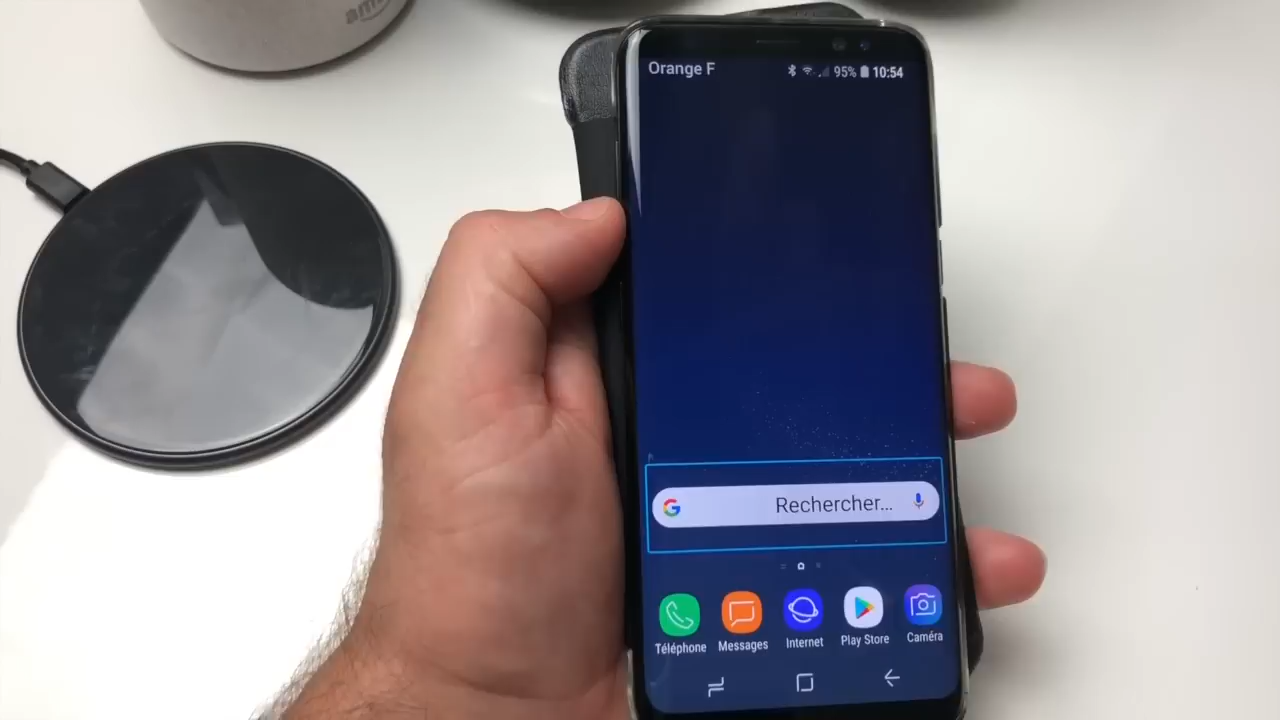 Orange F
95% 10:54
Rechercher...
Téléphone
Messages
Internet
Play Store
Caméra